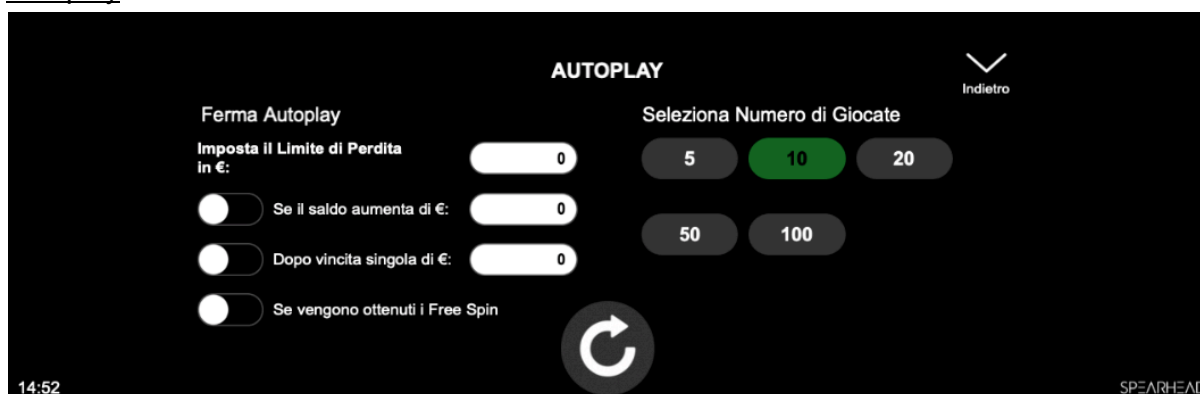 AUTOPLAY
Indietro
Ferma Autoplay
Seleziona Numero di Giocate
Imposta il Limite di Perdita
in €:
0
5
10
20
Se il saldo aumenta di €:
0
50
100
Dopo vincita singola di €:
0
Se vengono ottenuti i Free Spin
14:52